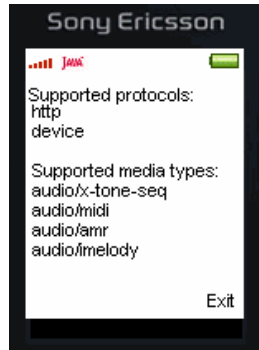 Sony Ericsson
JAVA
Supported protocols:
http
device
Supported media types:
audio/x-tone-seq
audio/midi
audio/amr
audio/imelody
Exit